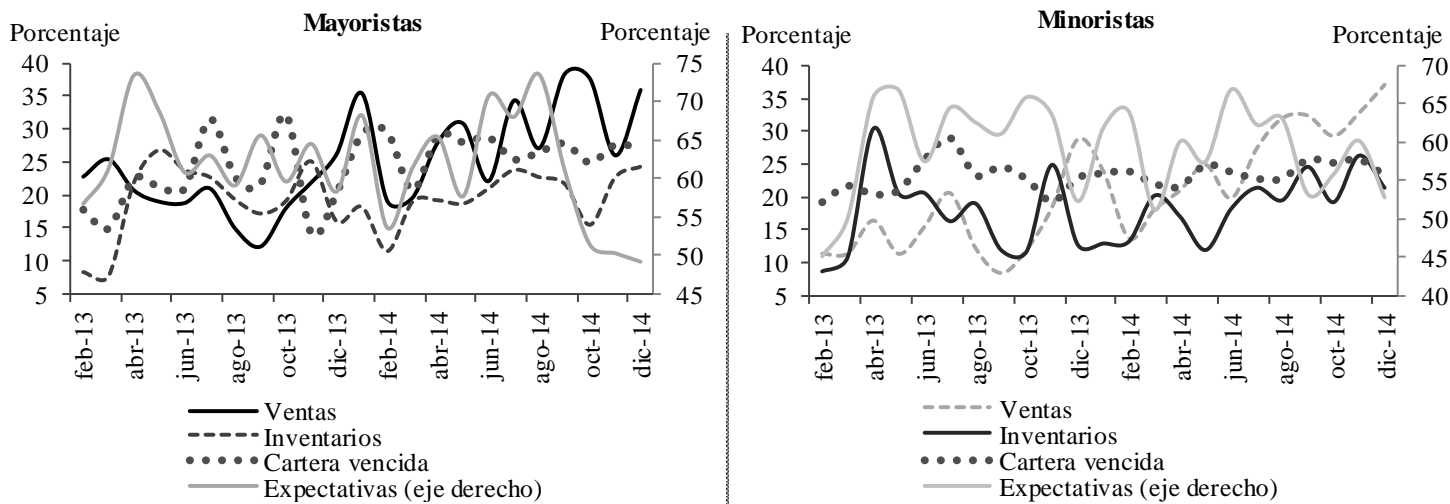 Mayoristas
Porcentaje
Porcentaje
40
35
30
25
20
15
10
5
75
70
65
60
55
50
45
feb-13
abr-13
jun-13
ago-13
oct-13
dic-13
feb-14
abr-14
jun-14
ago-14
oct-14
dic-14
Ventas
Inventarios
Cartera vencida
Expectativas (eje derecho)
Minoristas
Porcentaje
Porcentaje
40
35
30
25
20
15
10
5
70
65
60
55
50
45
40
feb-13
abr-13
jun-13
ago-13
oct-13
dic-13
feb-14
abr-14
jun-14
ago-14
oct-14
dic-14
Ventas
Inventarios
Cartera vencida
Expectativas (eje derecho)